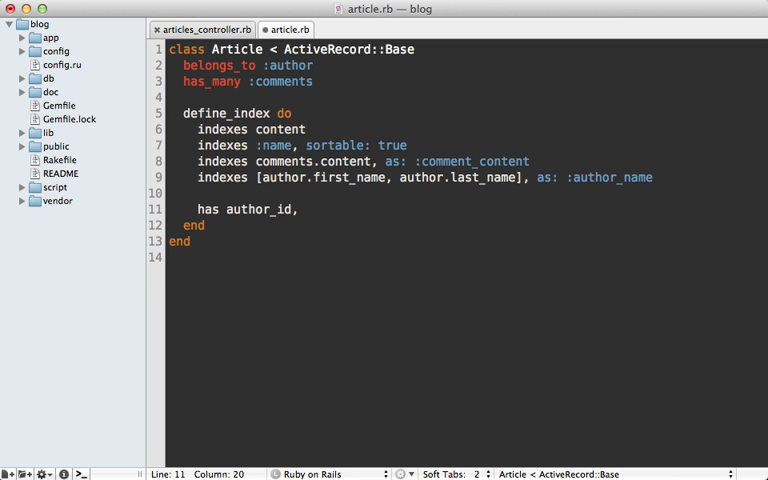 article.rb — blog
blog
app
config
config.ru
db
doc
Gemfile
Gemfile.lock
lib
public
Rakefile
README
script
vendor
articles_controller.rb
article.rb
1 class Article < ActiveRecord::Base
2 belongs_to :author
3 has_many :comments
4
5 define_index do
6 indexes content
7 indexes :name, sortable: true
8 indexes comments.content, as: :comment_content
9 indexes [author.first_name, author.last_name], as: :author_name
10
11 has author_id,
12 end
13 end
14
Line: 11 Column: 20 Ruby on Rails Soft Tabs: 2 Article < ActiveRecord::Base